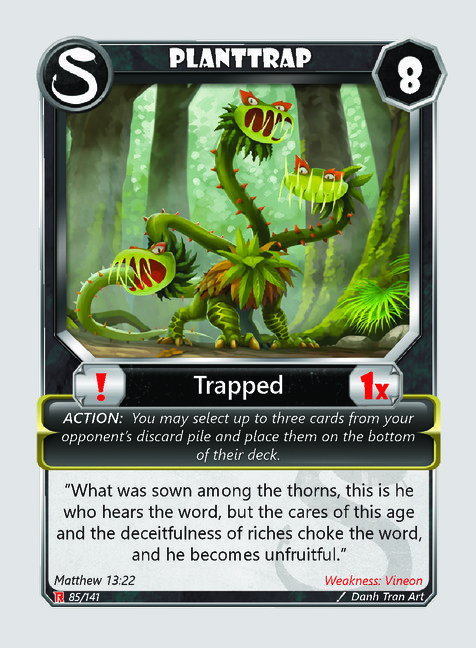 S
PLANTTRAP
8
!
Trapped
1x
ACTION: You may select up to three cards from your
opponent's discard pile and place them on the bottom
of their deck.
"What was sown among the thorns, this is he
who hears the word, but the cares of this age
and the deceitfulness of riches choke the word,
and he becomes unfruitful."
Matthew 13:22
Weakness: Vineon
R 85/141
Danh Tran Art